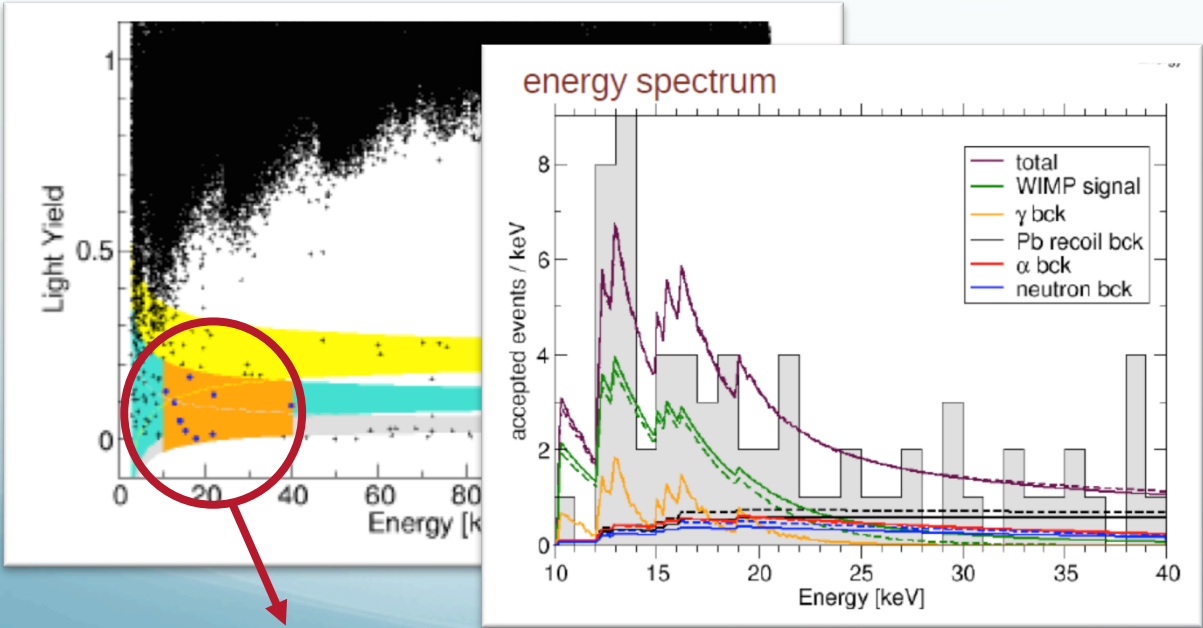 1
0.5
0
Light Yield
0 20 40 60 80
Energy [k
energy spectrum
8
6
4
2
0
accepted events / keV
total
WIMP signal
γ bck
Pb recoil bck
α bck
neutron bck
10 15 20 25 30 35 40
Energy [keV]